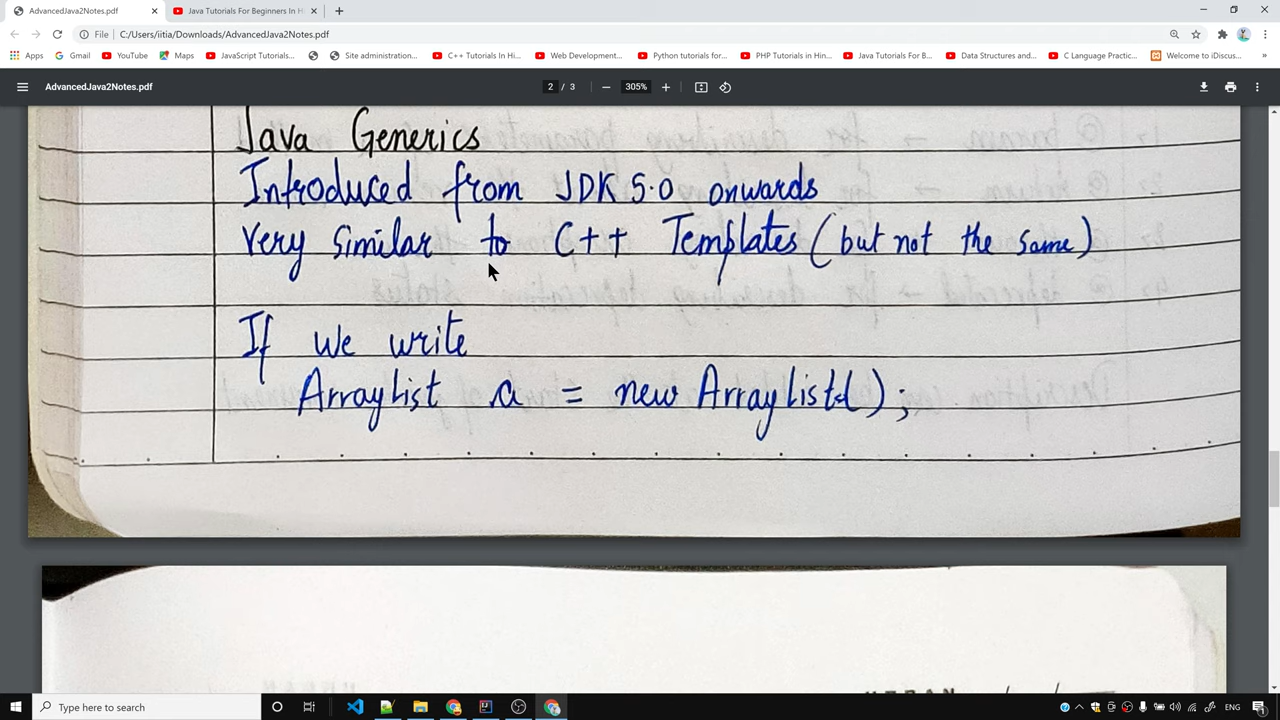 AdvancedJava2Notes.pdf
Java Tutorials For Beginners In H
File
C:/Users/iitia/Downloads/AdvancedJava2Notes.pdf
Apps
Gmail
YouTube
Maps
JavaScript Tutorials...
Site administration...
C++ Tutorials In Hi...
Web Development...
Python tutorials for...
PHP Tutorials in Hin...
Java Tutorials For B...
Data Structures and...
C Language Practic...
Welcome to iDiscus...
AdvancedJava2Notes.pdf
2 / 3
305%
Java Generics
Introduced from JDK 5.0 onwards
Very similar to C++ Templates (but not the same)
If we write
ArrayList a = new ArrayList();
Type here to search
ENG